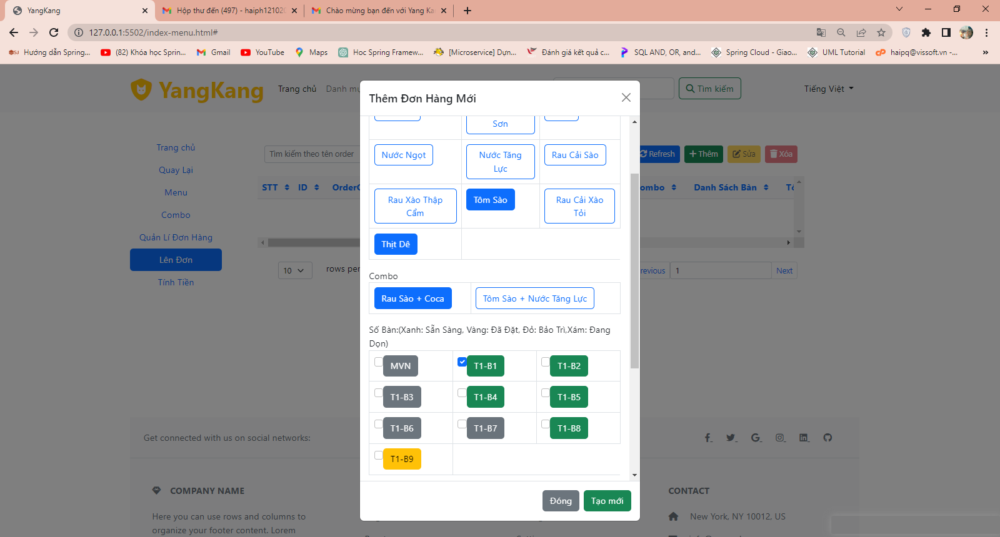 YangKang
Hộp thư đến (497) - haiph12102
Chào mừng bạn đến với Yang Ka
127.0.0.1:5502/index-menu.html#
Hướng dẫn Spring...
(82) Khóa học Sprin...
Gmail
YouTube
Maps
Hoc Spring Framew...
[Microservice] Dựn...
Đánh giá kết quả c...
SQL AND, OR, and...
Spring Cloud - Giao...
UML Tutorial
haipq@vissoft.vn -...
»
YangKang
Trang chủ
Danh mụ
Tìm kiếm
Tiếng Việt
Thêm Đơn Hàng Mới
Sơn
Nước Ngọt
Nước Tăng
Lực
Rau Cải Sào
Rau Xào Thập
Cẩm
Tôm Sào
Rau Cải Xào
Tỏi
Thịt Dê
Combo
Rau Sào + Coca
Tôm Sào + Nước Tăng Lực
Số Bàn:(Xanh: Sẵn Sàng, Vàng: Đã Đặt, Đỏ: Bảo Trì,Xám: Đang
Dọn)
MVN
T1-B1
T1-B2
T1-B3
T1-B4
T1-B5
T1-B6
T1-B7
T1-B8
T1-B9
Đóng
Tạo mới
Trang chủ
Quay Lại
Menu
Combo
Quản Lí Đơn Hàng
Lên Đơn
Tính Tiền
Tìm kiếm theo tên order
Refresh
Thêm
Sửa
Xóa
STT
ID
OrderC
ombo
Danh Sách Bàn
Tổ
10
rows per
revious
1
Next
Get connected with us on social networks:
COMPANY NAME
Here you can use rows and columns to
organize your footer content. Lorem
CONTACT
New York, NY 10012, US